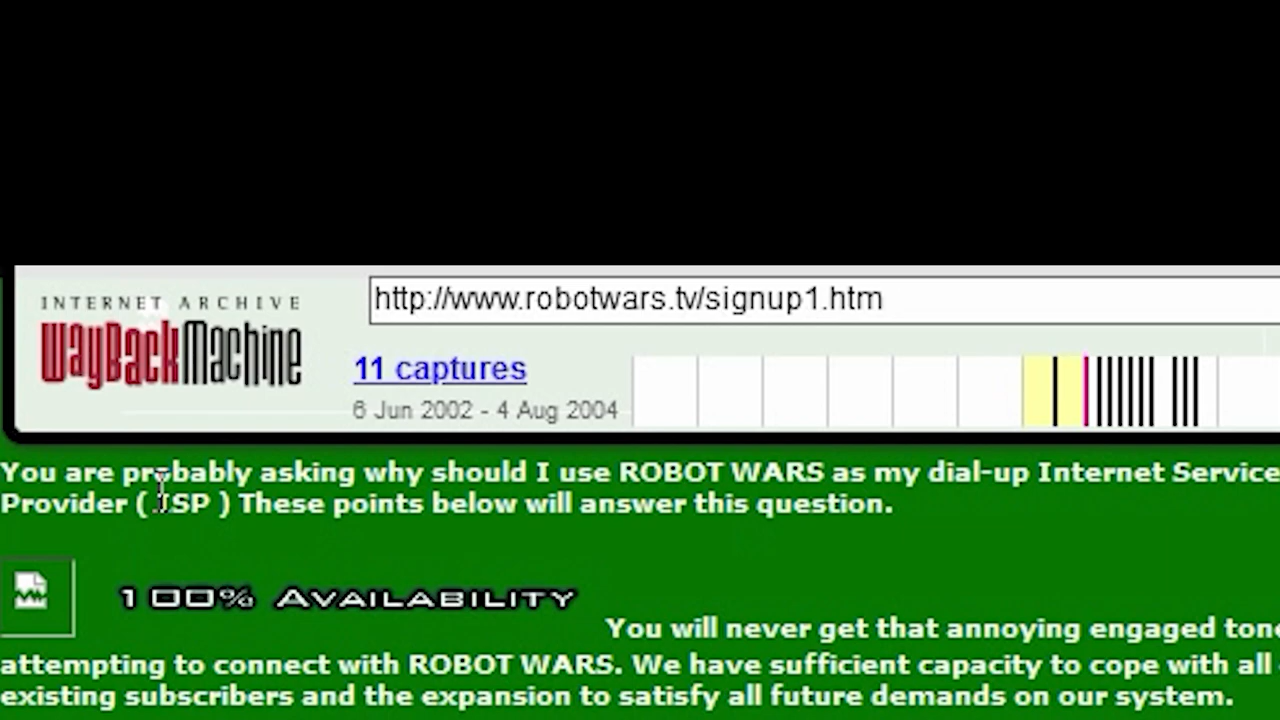 INTERNET ARCHIVE
WayBackMachine
http://www.robotwars.tv/signup1.htm
11 captures
6 Jun 2002 - 4 Aug 2004
You are probably asking why should I use ROBOT WARS as my dial-up Internet Service
Provider ( ISP ) These points below will answer this question.
100% AVAILABILITY
You will never get that annoying engaged tone
attempting to connect with ROBOT WARS. We have sufficient capacity to cope with all
existing subscribers and the expansion to satisfy all future demands on our system.